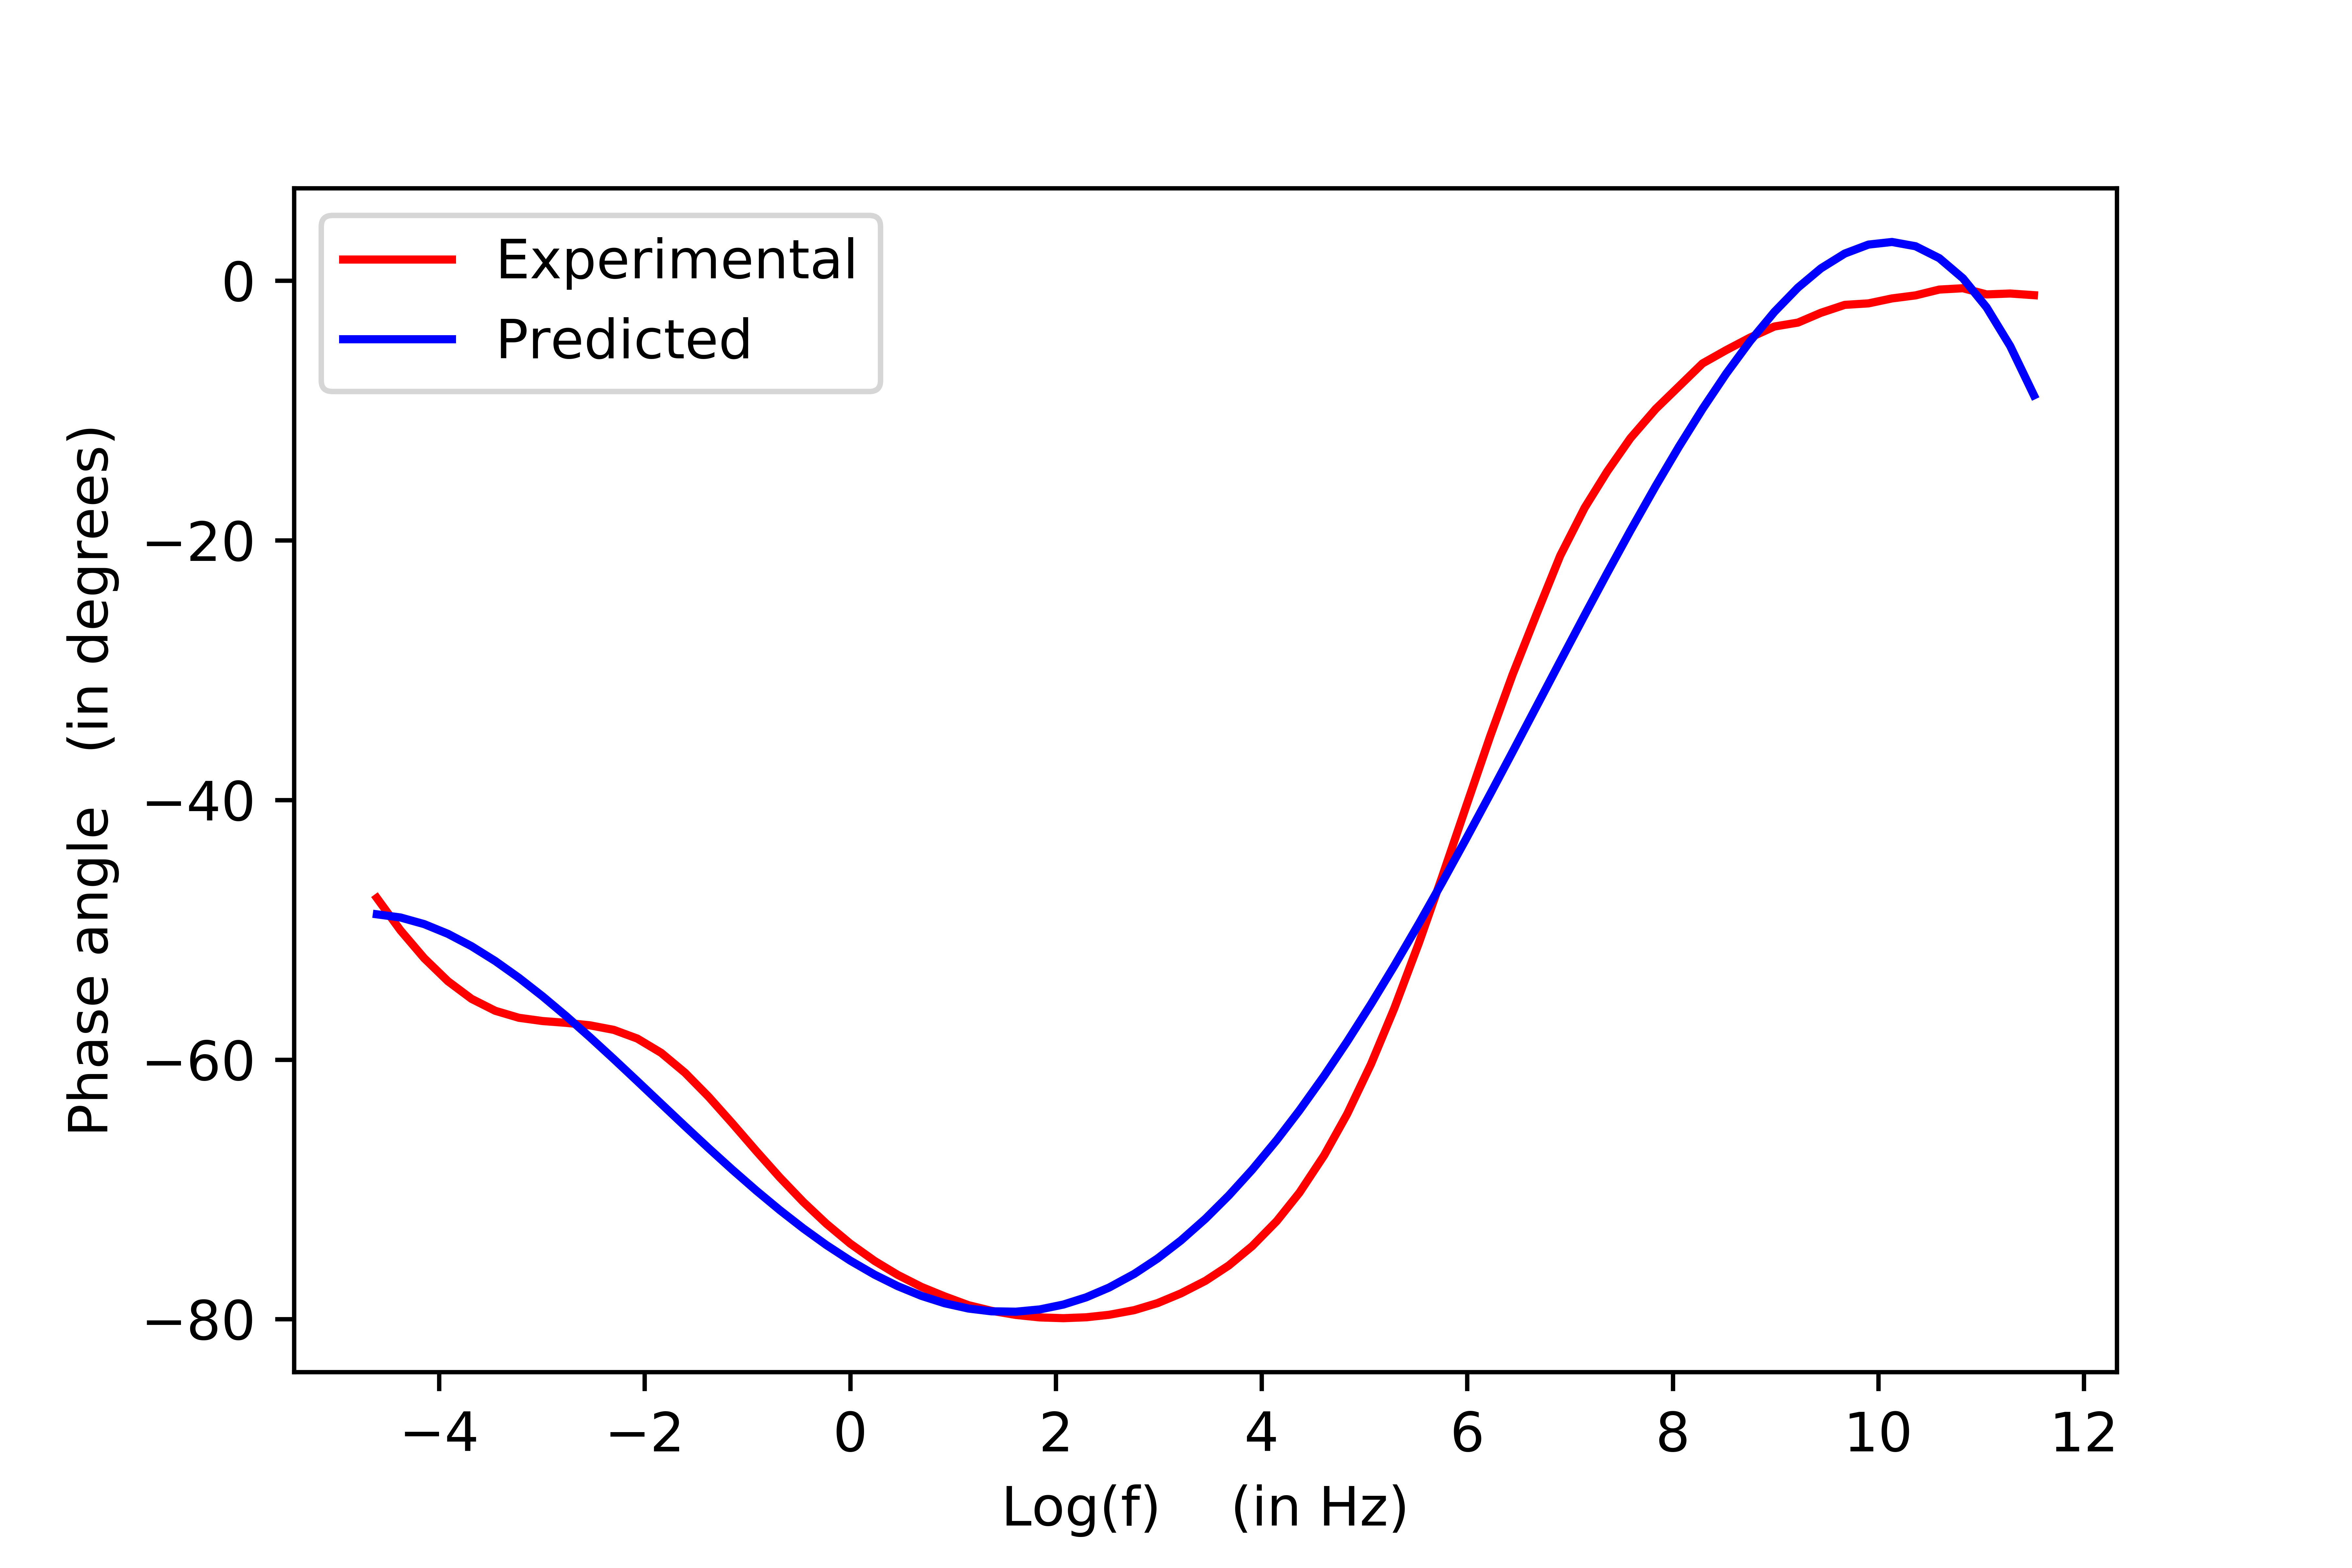 Experimental
Predicted
0
−20
−40
−60
−80
Phase angle (in degrees)
−4 −2 0 2 4 6 8 10 12
Log(f) (in Hz)